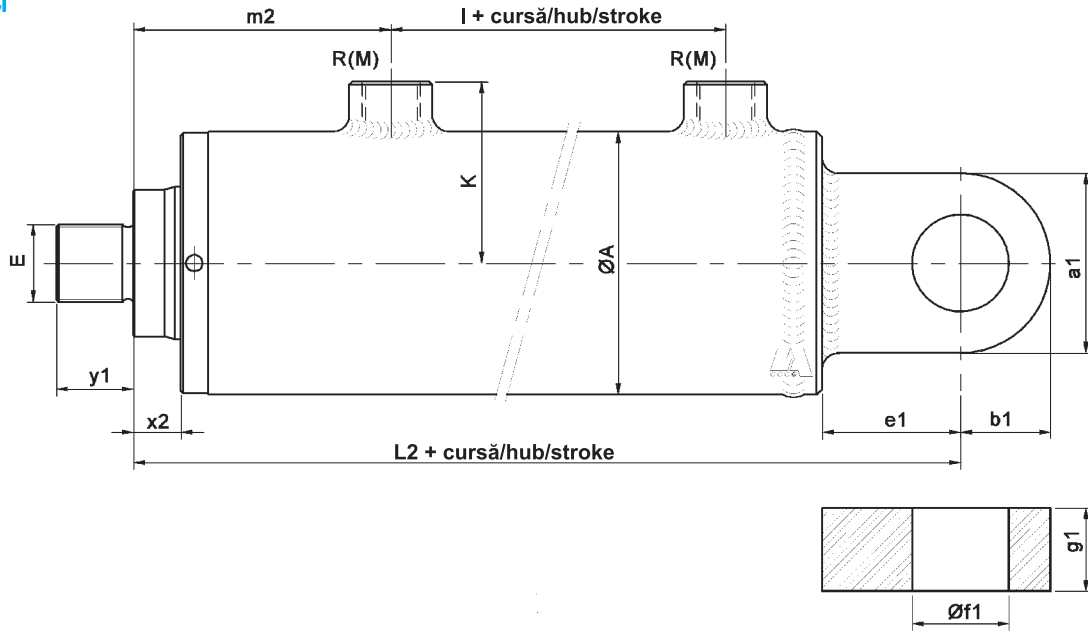 m2
l + cursă/hub/stroke
R(M)
R(M)
K
ØA
E
a1
y1
x2
e1
b1
L2 + cursă/hub/stroke
g1
Øf1